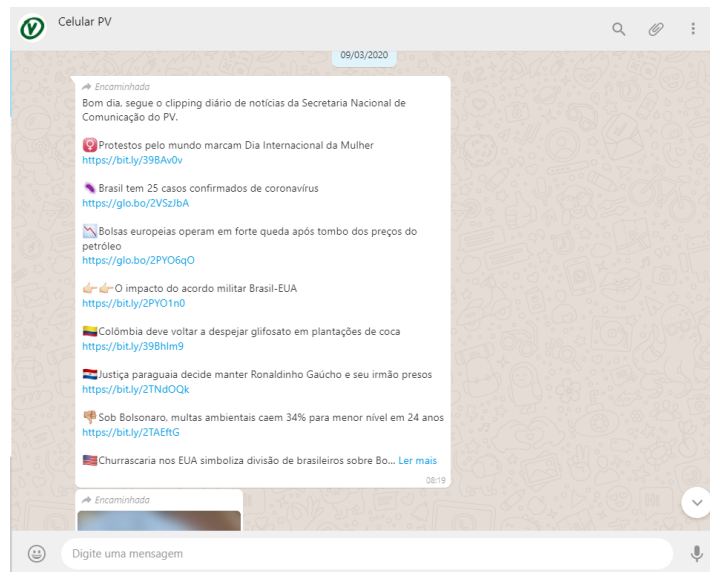 Celular PV
09/03/2020
Encaminhada
Bom dia, segue o clipping diário de notícias da Secretaria Nacional de
Comunicação do PV.
Protestos pelo mundo marcam Dia Internacional da Mulher
https://bit.ly/39BAv0v
Brasil tem 25 casos confirmados de coronavírus
https://glo.bo/2VSzJbA
Bolsas europeias operam em forte queda após tombo dos preços do
petróleo
https://glo.bo/2PYO6qO
O impacto do acordo militar Brasil-EUA
https://bit.ly/2PYO1n0
Colômbia deve voltar a despejar glifosato em plantações de coca
https://bit.ly/39Bhlm9
Justiça paraguaia decide manter Ronaldinho Gaúcho e seu irmão presos
https://bit.ly/2TNdOQk
Sob Bolsonaro, multas ambientais caem 34% para menor nível em 24 anos
https://bit.ly/2TAEftG
Churrascaria nos EUA simboliza divisão de brasileiros sobre Bo... Ler mais
08:19
Encaminhada
Digite uma mensagem